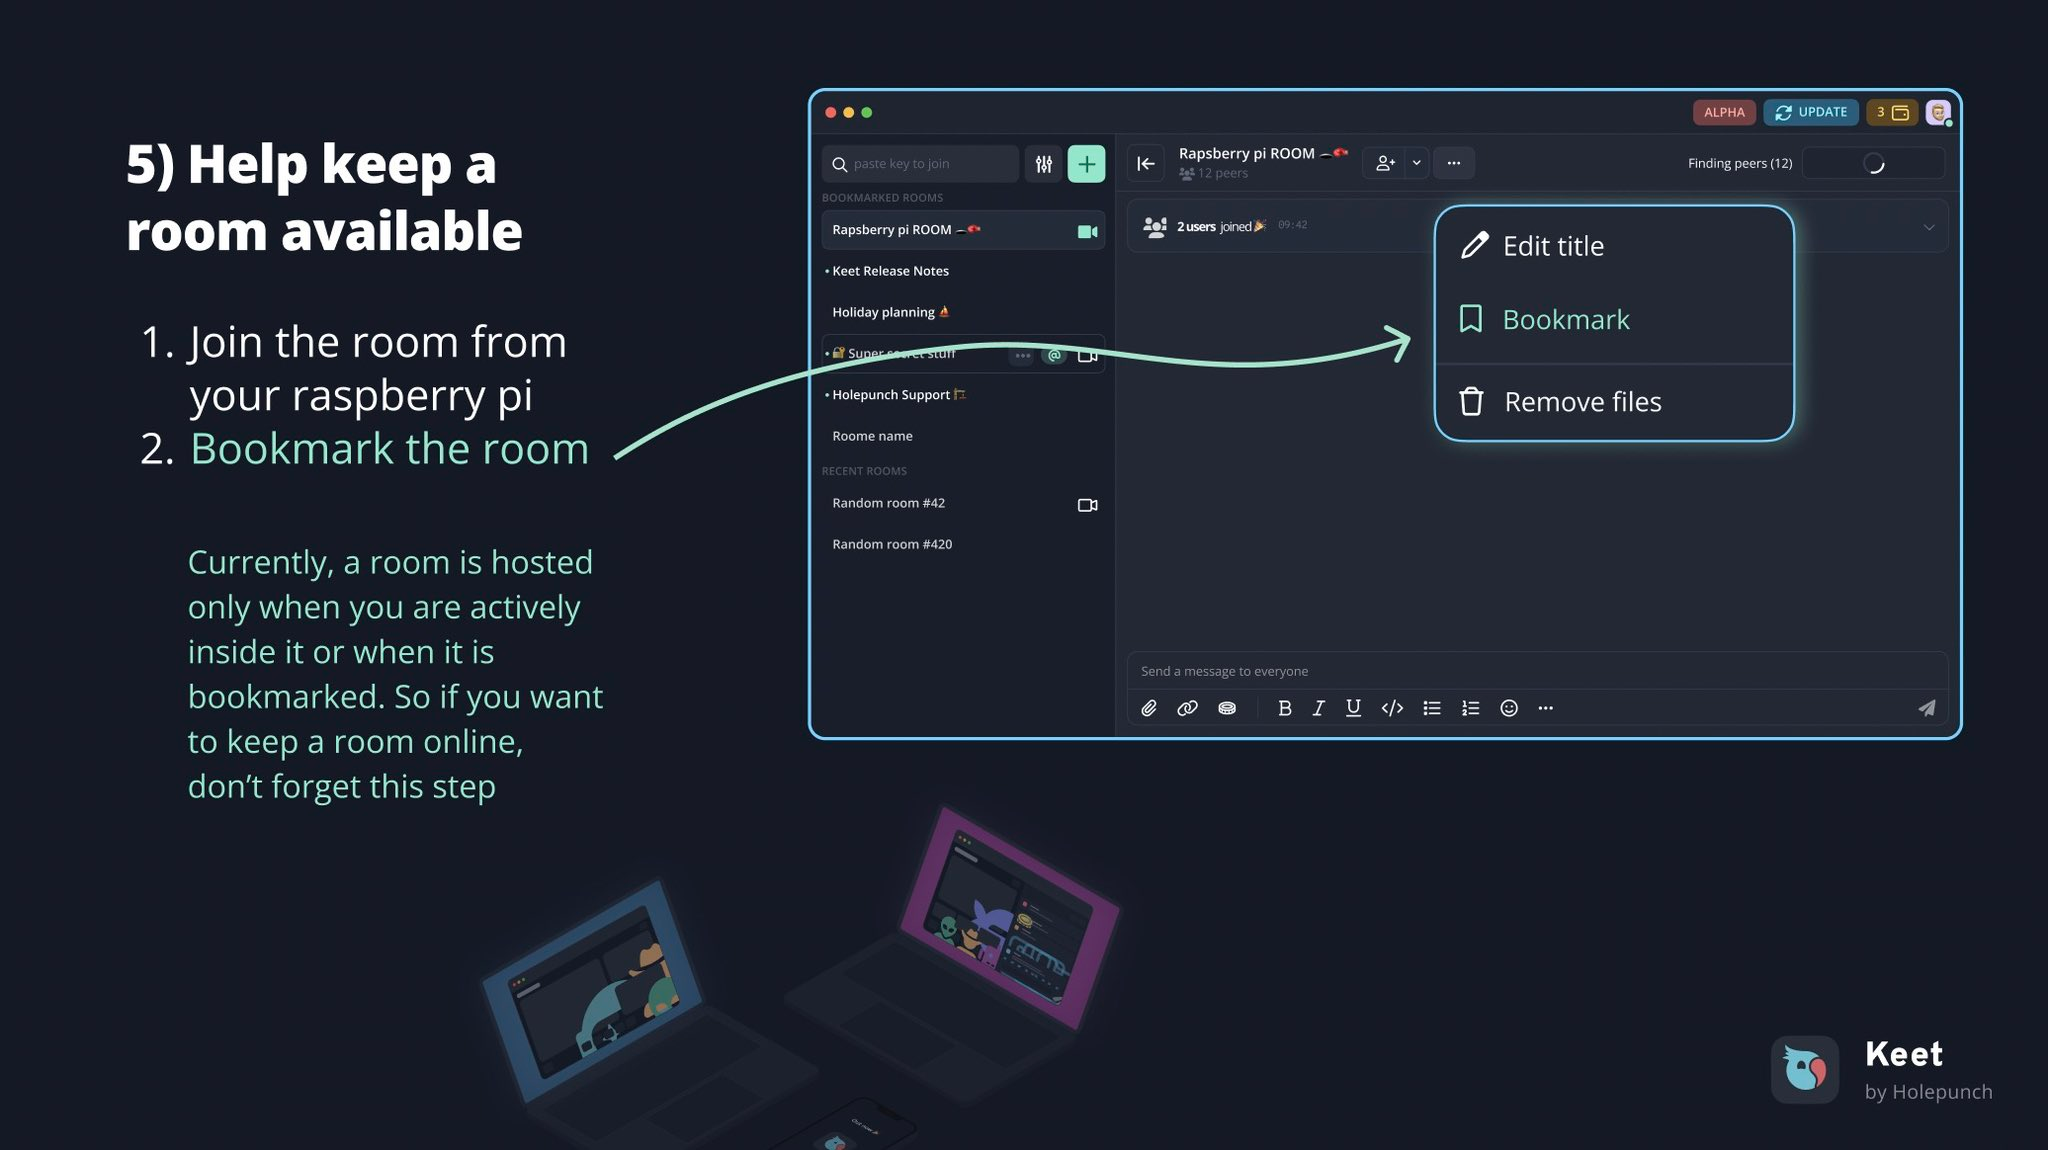 5) Help keep a
room available
1. Join the room from
your raspberry pi
2. Bookmark the room
Currently, a room is hosted
only when you are actively
inside it or when it is
bookmarked. So if you want
to keep a room online,
don't forget this step
ALPHA
UPDATE
3
paste key to join
BOOKMARKED ROOMS
Rapsberry pi ROOM
Keet Release Notes
Holiday planning
Super secret stuff
@
Holepunch Support
Roome name
RECENT ROOMS
Random room #42
Random room #420
Rapsberry pi ROOM
12 peers
Finding peers (12)
2 users joined 09:42
Edit title
Bookmark
Remove files
Send a message to everyone
B I U </>
Keet
by Holepunch